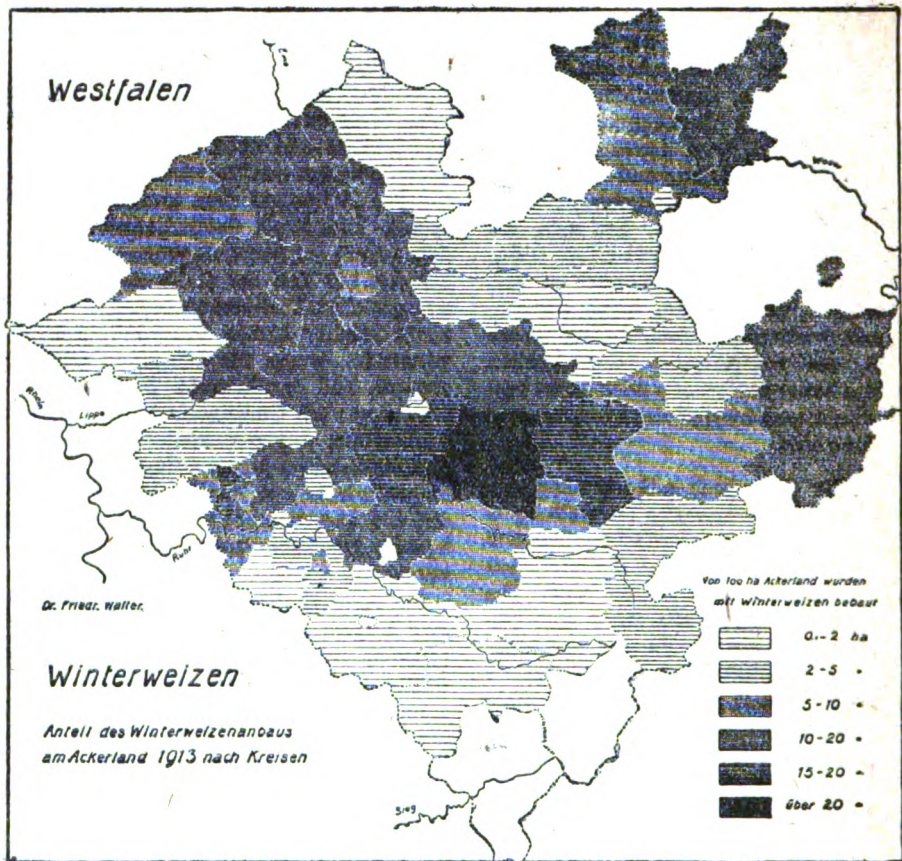 Westfalen
Ems
Weser
Rhein
Lippe
Ruhr
Dr. Friedr. Walter.
Winterweizen
Anteil des Winterweizenanbaus
am Ackerland 1913 nach Kreisen
Sieg
Von 100 ha Ackerland wurden
mit Winterweizen bebaut
0,-2 ha
2-5 "
5-10 "
10-20 "
15-20 "
über 20 "